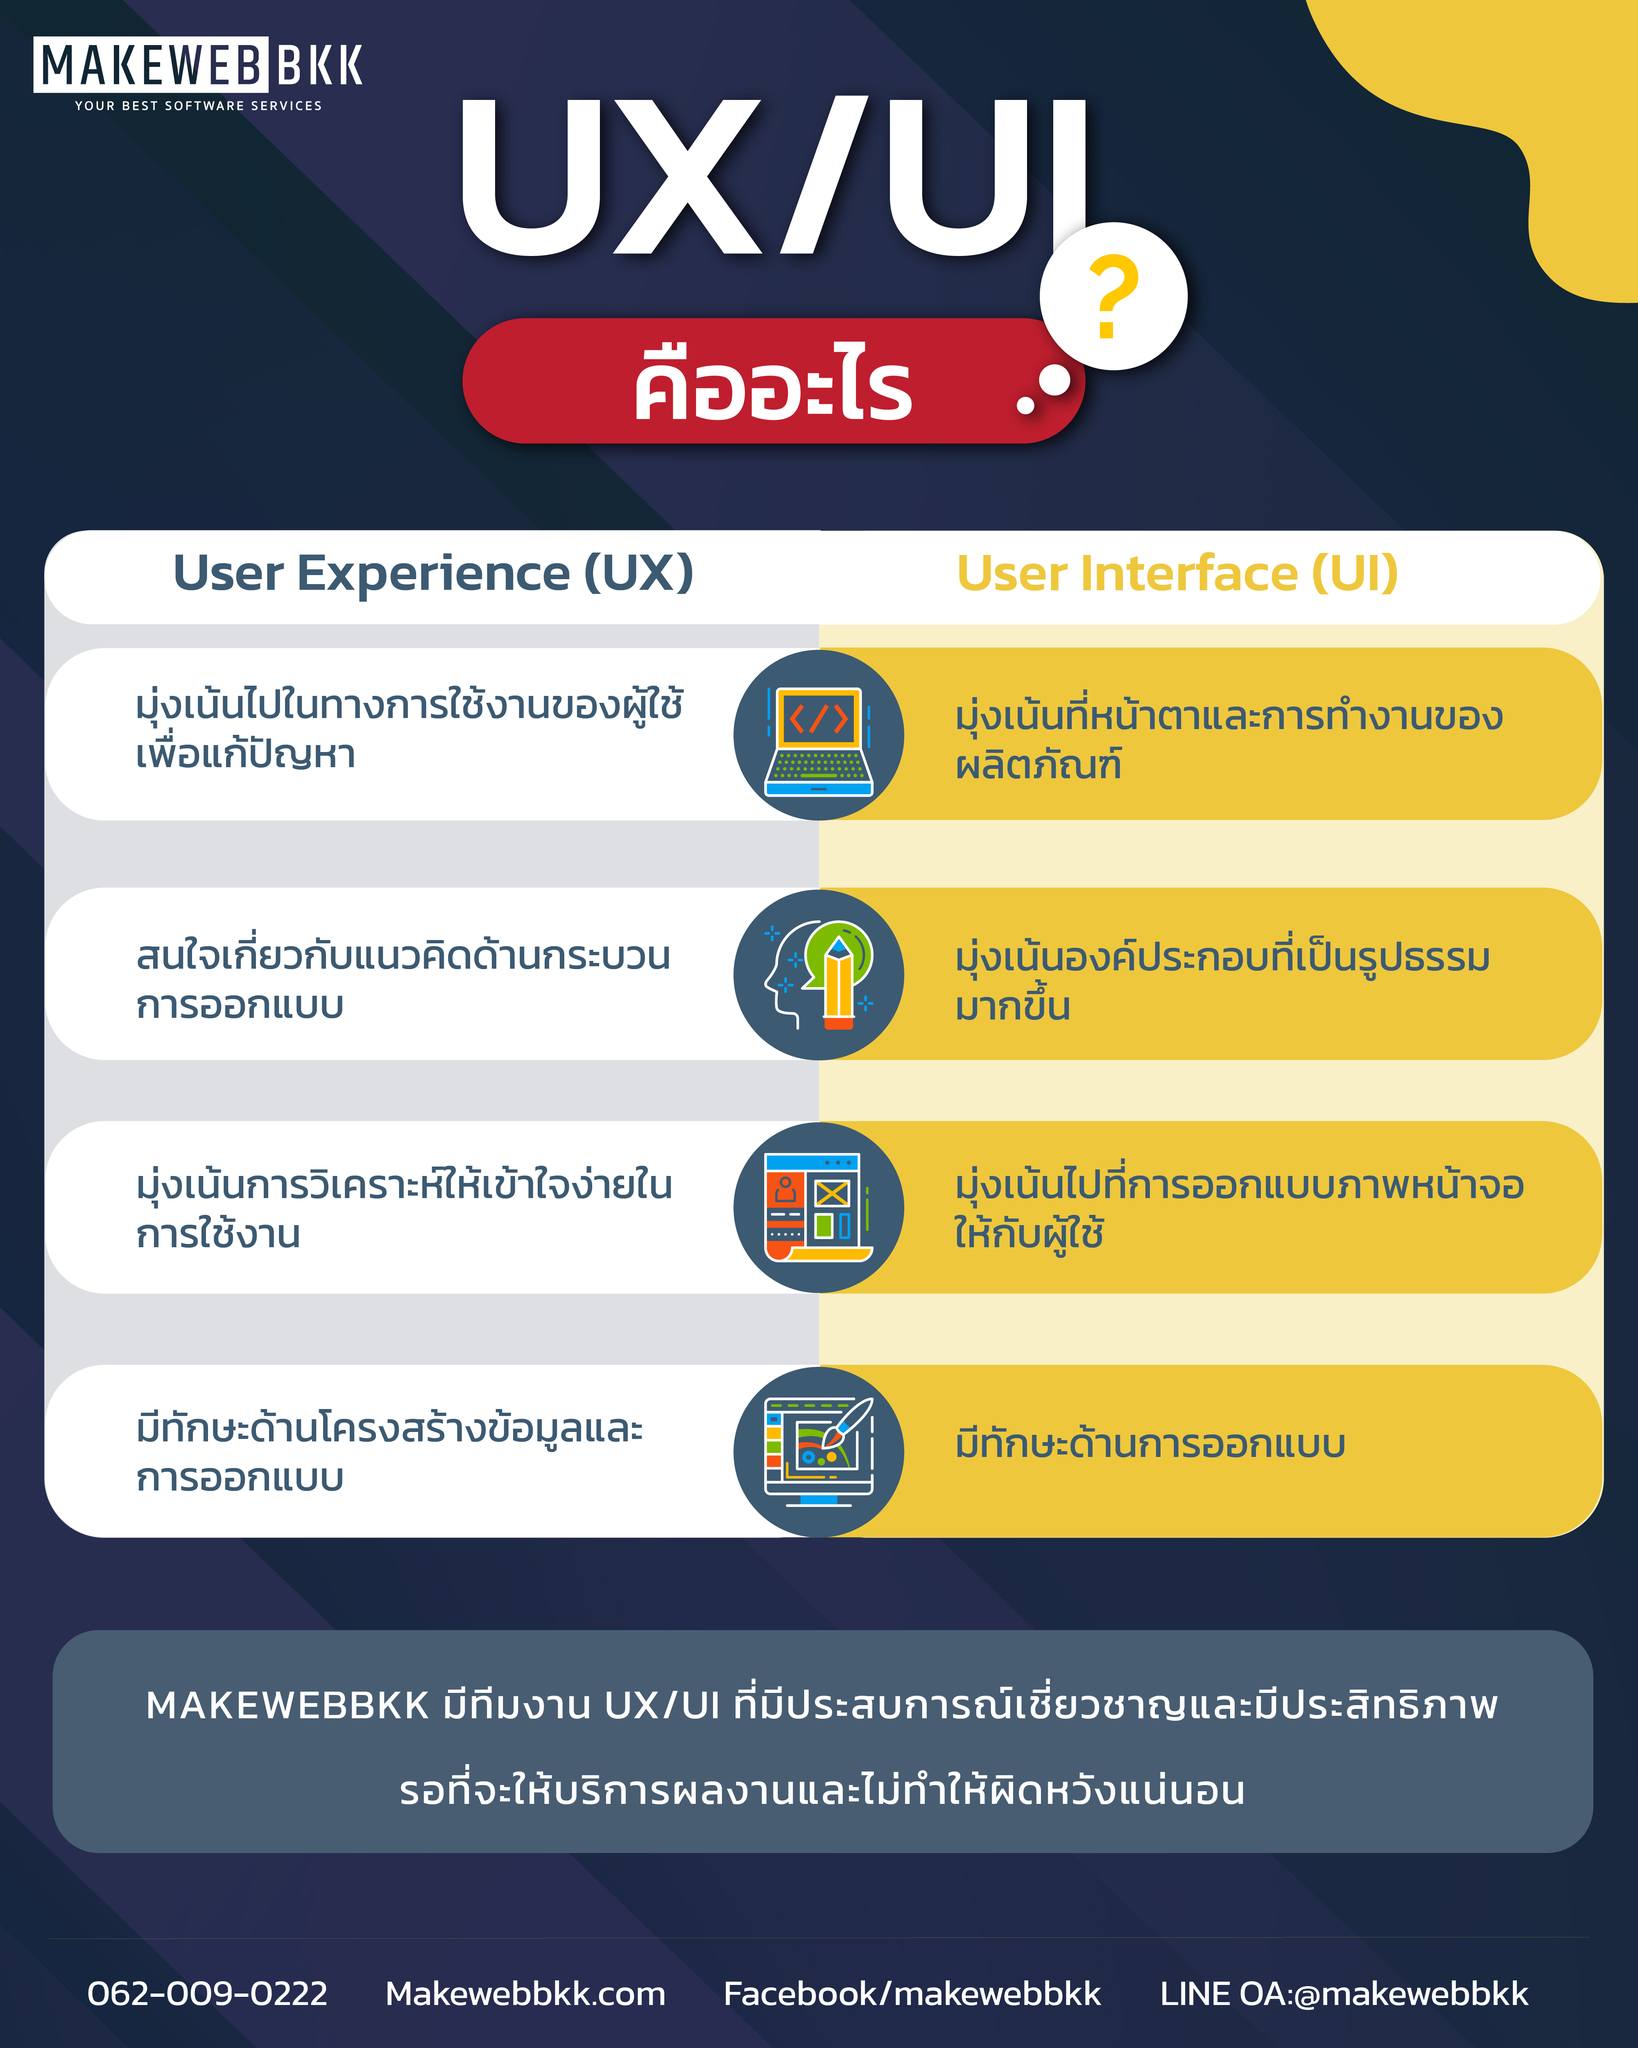 MAKEWEBBKK
YOUR BEST SOFTWARE SERVICES
UX/UI
?
คืออะไร
User Experience (UX)
User Interface (UI)
มุ่งเน้นไปในทางการใช้งานของผู้ใช้
เพื่อแก้ปัญหา
มุ่งเน้นที่หน้าตาและการทำงานของ
ผลิตภัณฑ์
สนใจเกี่ยวกับแนวคิดด้านกระบวน
การออกแบบ
มุ่งเน้นองค์ประกอบที่เป็นรูปธรรม
มากขึ้น
มุ่งเน้นการวิเคราะห์ให้เข้าใจง่ายใน
การใช้งาน
มุ่งเน้นไปที่การออกแบบภาพหน้าจอ
ให้กับผู้ใช้
มีทักษะด้านโครงสร้างข้อมูลและ
การออกแบบ
มีทักษะด้านการออกแบบ
MAKEWEBBKK มีทีมงาน UX/UI ที่มีประสบการณ์เชี่ยวชาญและมีประสิทธิภาพ
รอที่จะให้บริการผลงานและไม่ทำให้ผิดหวังแน่นอน
062-009-0222 Makewebbkk.com Facebook/makewebbkk LINE OA:@makewebbkk